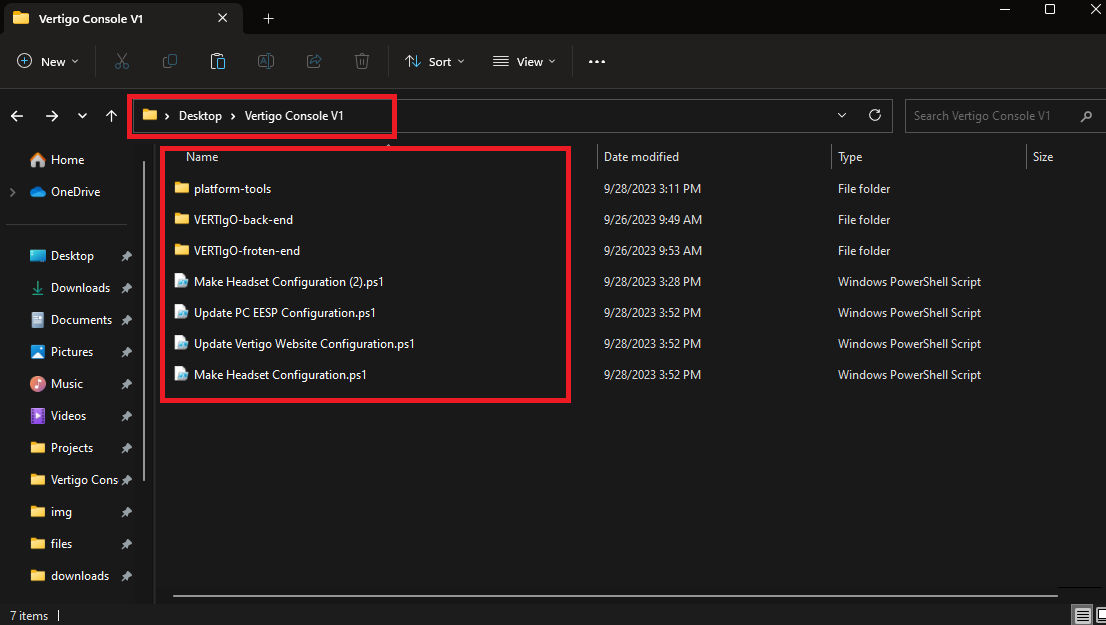 Vertigo Console V1
New
Sort
View
Desktop
Vertigo Console V1
Search Vertigo Console V1
Home
OneDrive
Desktop
Downloads
Documents
Pictures
Music
Videos
Projects
Vertigo Cons
img
files
downloads
Name Date modified Type Size
platform-tools 9/28/2023 3:11 PM File folder
VERTIgO-back-end 9/26/2023 9:49 AM File folder
VERTIgO-froten-end 9/26/2023 9:53 AM File folder
Make Headset Configuration (2).ps1 9/28/2023 3:28 PM Windows PowerShell Script
Update PC EESP Configuration.ps1 9/28/2023 3:52 PM Windows PowerShell Script
Update Vertigo Website Configuration.ps1 9/28/2023 3:52 PM Windows PowerShell Script
Make Headset Configuration.ps1 9/28/2023 3:52 PM Windows PowerShell Script
7 items